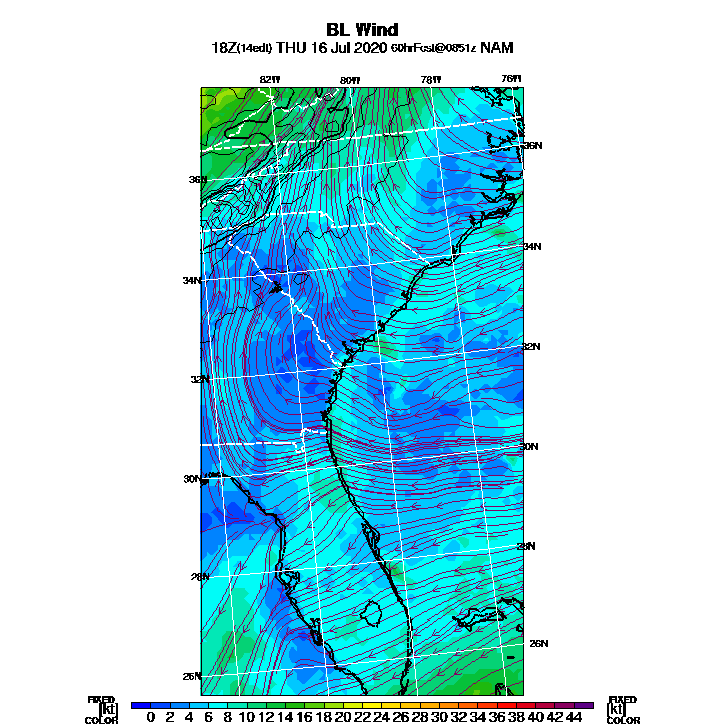 BL Wind
18Z(14edt) THU 16 Jul 2020 60hrFcst@0851z NAM
82W 80W 78W 76W
36N
36N
34N
34N
32N
32N
30N
30N
28N
28N
26N
26N
FIXED FIXED
[kt] 0 2 4 6 8 10 12 14 16 18 20 22 24 26 28 30 32 34 36 38 40 42 44 [kt]
COLOR COLOR